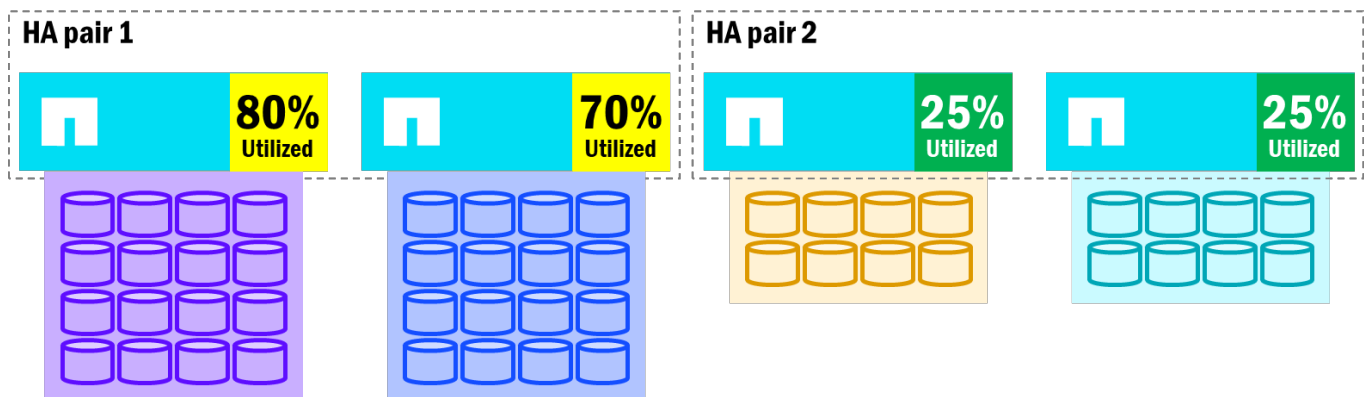 HA pair 1
HA pair 2
80%
Utilized
70%
Utilized
25%
Utilized
25%
Utilized